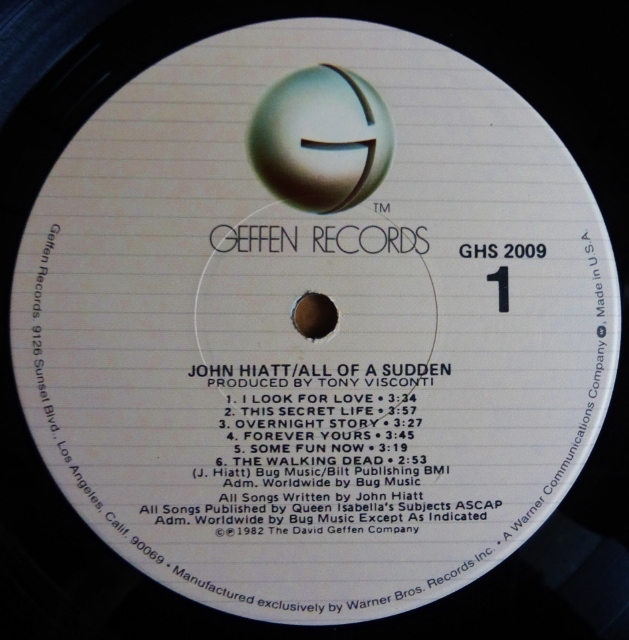 TM
GEFFEN RECORDS
GHS 2009
1
JOHN HIATT/ALL OF A SUDDEN
PRODUCED BY TONY VISCONTI
1. I LOOK FOR LOVE • 3:34
2. THIS SECRET LIFE • 3:57
3. OVERNIGHT STORY • 3:27
4. FOREVER YOURS • 3:45
5. SOME FUN NOW • 3:19
6. THE WALKING DEAD • 2:53
(J. Hiatt) Bug Music/Bilt Publishing BMI
Adm. Worldwide by Bug Music
All Songs Written by John Hiatt
All Songs Published by Queen Isabella's Subjects ASCAP
Adm. Worldwide by Bug Music Except As Indicated
©℗1982 The David Geffen Company
Geffen Records. 9126 Sunset Blvd., Los Angeles, Calif. 90069 • Manufactured exclusively by Warner Bros. Records Inc. • A Warner Communications Company, Made in U.S.A.